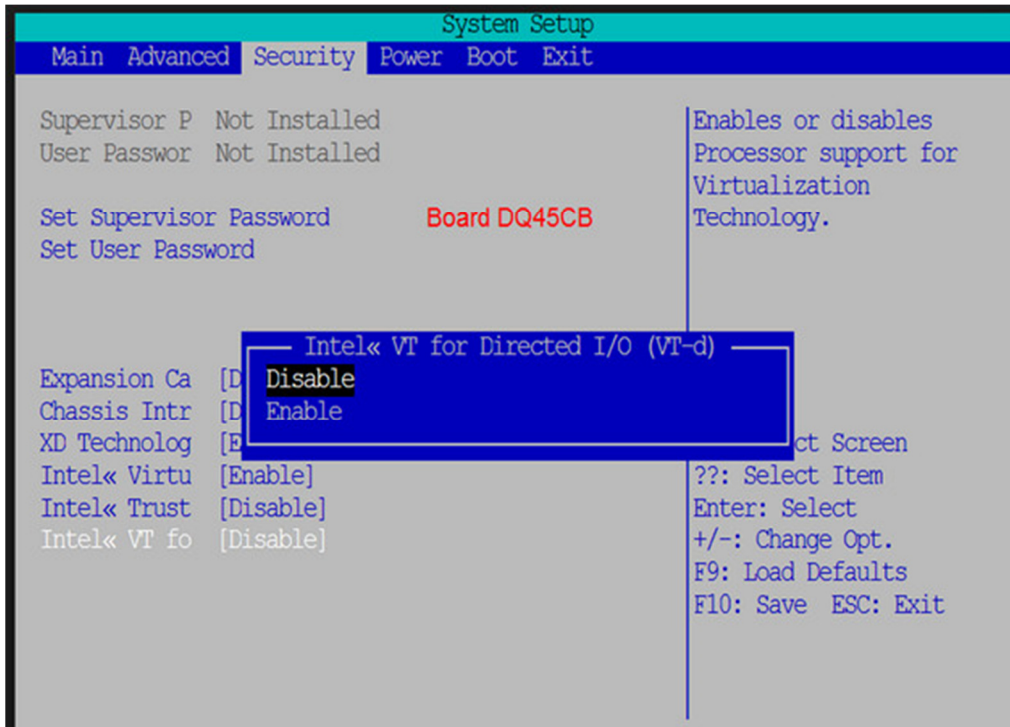 System Setup
Main Advanced Security Power Boot Exit
Supervisor P Not Installed
User Passwor Not Installed
Set Supervisor Password
Set User Password
Board DQ45CB
Intel« VT for Directed I/O (VT-d)
Disable
Enable
Expansion Ca [D
Chassis Intr [D
XD Technolog [E
Intel« Virtu [Enable]
Intel« Trust [Disable]
Intel« VT fo [Disable]
Enables or disables
Processor support for
Virtualization
Technology.
ct Screen
??: Select Item
Enter: Select
+/-: Change Opt.
F9: Load Defaults
F10: Save ESC: Exit